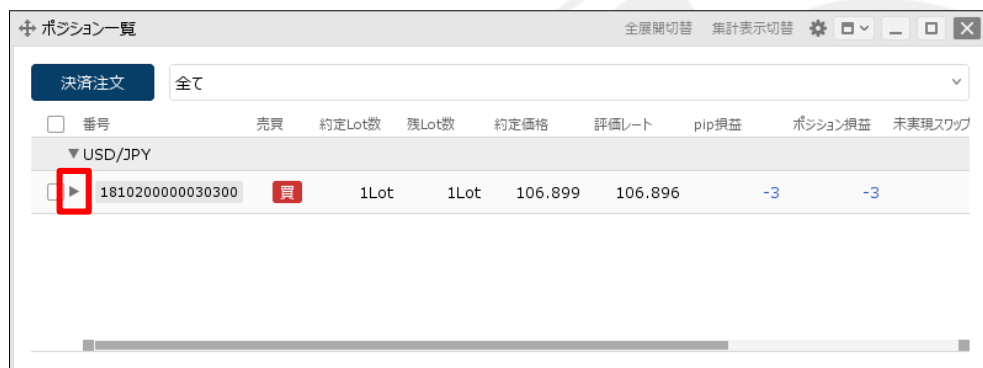 ポジション一覧 全展開切替 集計表示切替
決済注文 全て
番号 売買 約定Lot数 残Lot数 約定価格 評価レート pip損益 ポジション損益 未実現スワップ
▼USD/JPY
▶ 1810200000030300 買 1Lot 1Lot 106.899 106.896 -3 -3